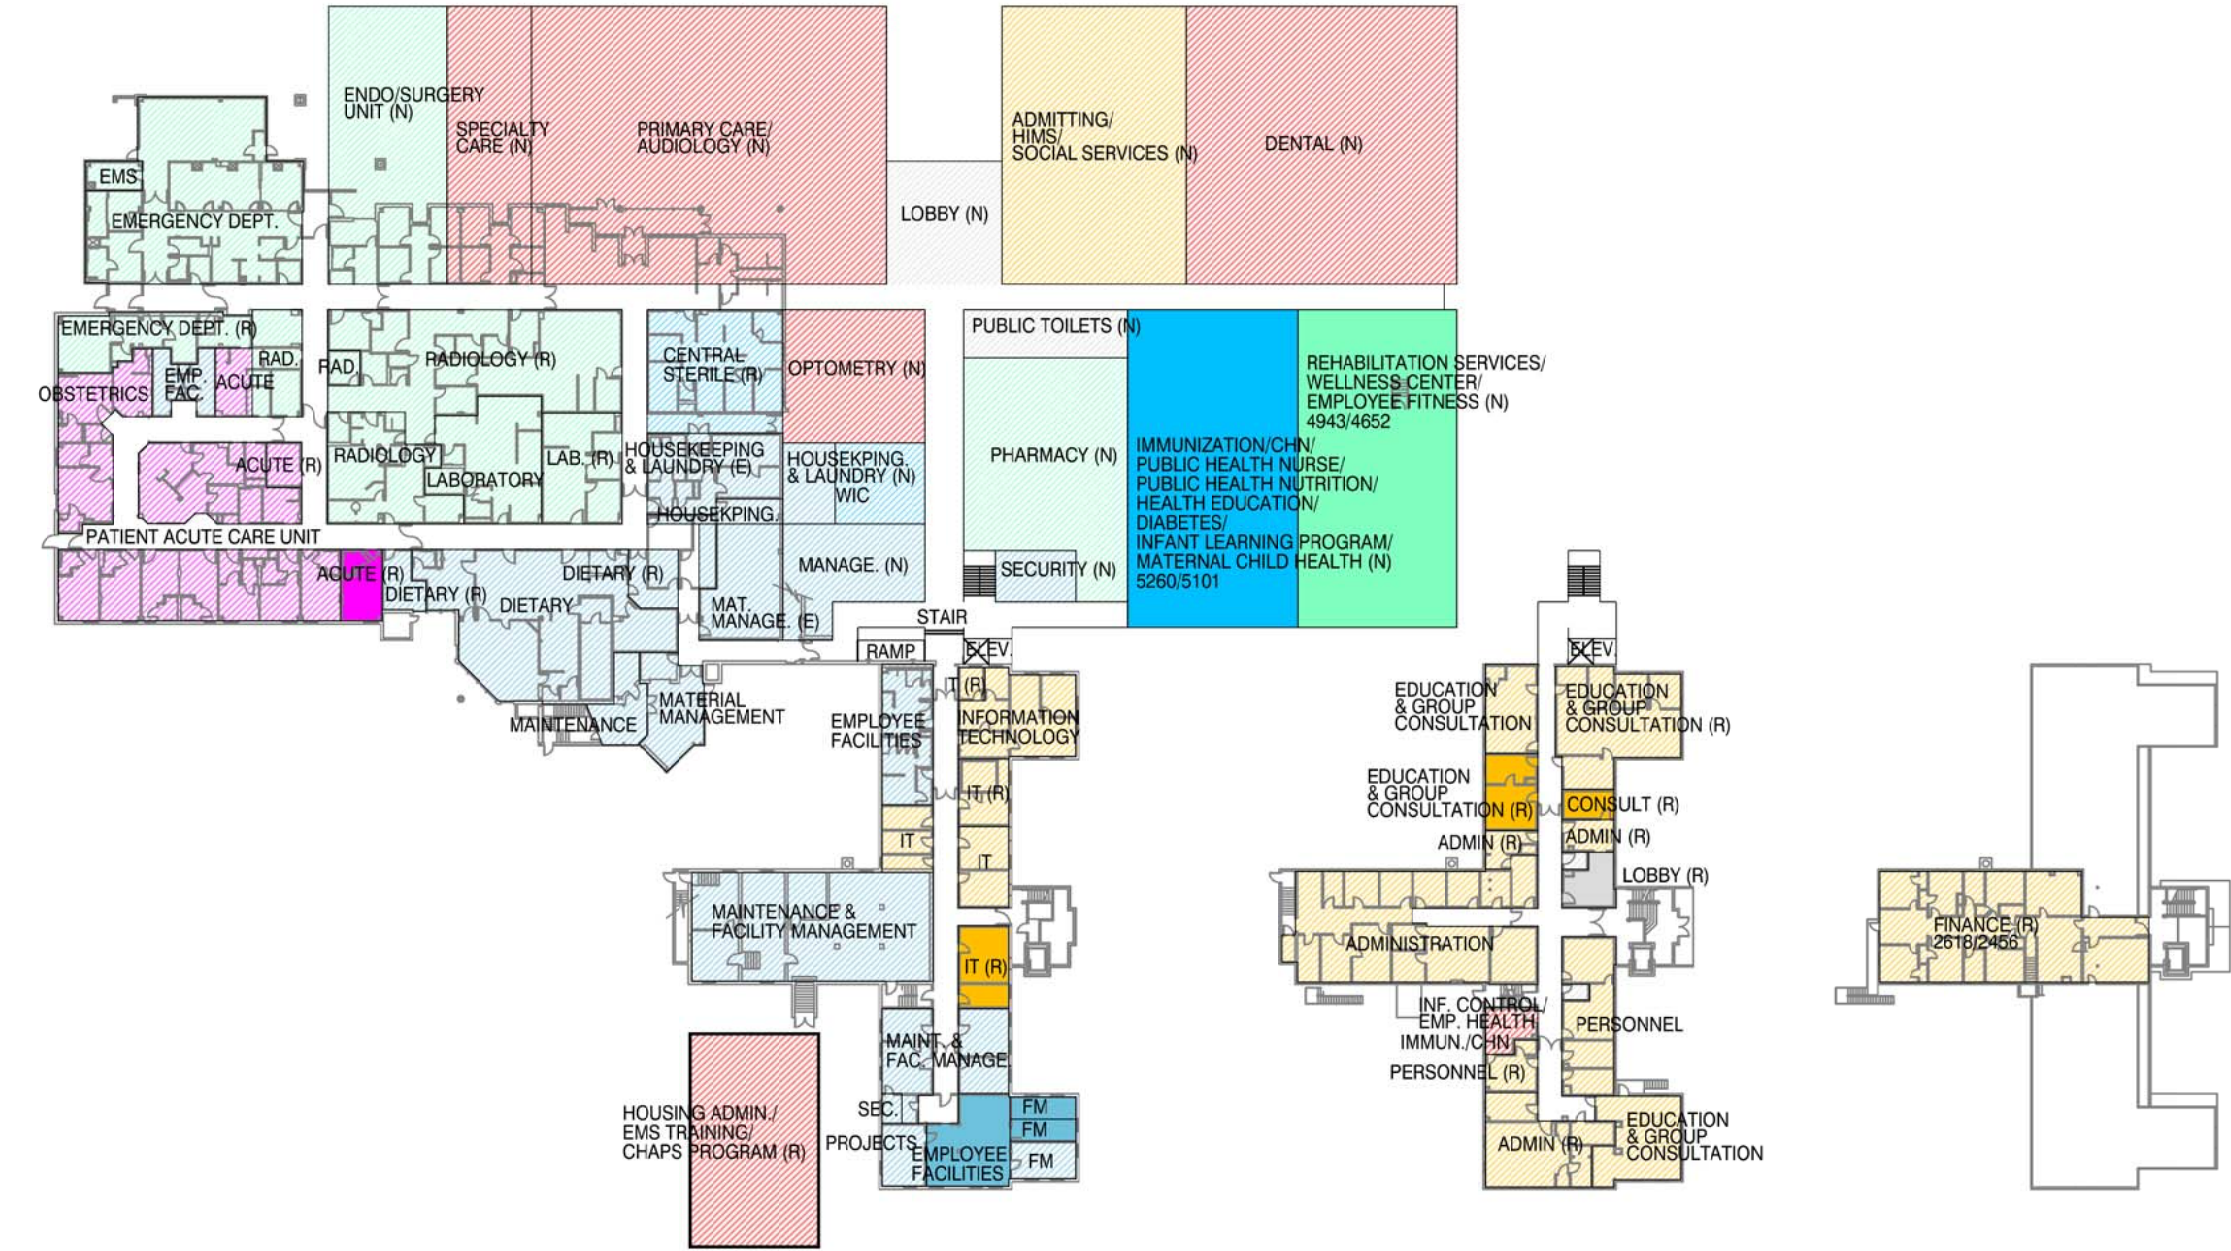 ENDO/SURGERY
UNIT (N)
SPECIALTY
CARE (N)
PRIMARY CARE/
AUDIOLOGY (N)
LOBBY (N)
ADMITTING/
HIMS/
SOCIAL SERVICES (N)
DENTAL (N)
EMS
EMERGENCY DEPT.
EMERGENCY DEPT. (R)
RAD.
RAD.
RADIOLOGY (R)
OBSTETRICS
EMP.
FAC.
ACUTE
CENTRAL
STERILE (R)
OPTOMETRY (N)
PUBLIC TOILETS (N)
REHABILITATION SERVICES/
WELLNESS CENTER/
EMPLOYEE FITNESS (N)
4943/4652
ACUTE (R)
RADIOLOGY
LABORATORY
LAB. (R)
HOUSEKEEPING
& LAUNDRY (E)
HOUSEKPING.
& LAUNDRY (N)
WIC
PHARMACY (N)
IMMUNIZATION/CHN/
PUBLIC HEALTH NURSE/
PUBLIC HEALTH NUTRITION/
HEALTH EDUCATION/
DIABETES/
INFANT LEARNING PROGRAM/
MATERNAL CHILD HEALTH (N)
5260/5101
HOUSEKPING.
PATIENT ACUTE CARE UNIT
ACUTE (R)
DIETARY (R)
DIETARY
DIETARY (R)
MANAGE. (N)
SECURITY (N)
MAT.
MANAGE. (E)
STAIR
RAMP
ELEV.
ELEV.
MAINTENANCE
MATERIAL
MANAGEMENT
EMPLOYEE
FACILITIES
IT (R)
INFORMATION
TECHNOLOGY
IT (R)
IT
IT
MAINTENANCE &
FACILITY MANAGEMENT
IT (R)
MAINT. &
FAC. MANAGE.
SEC.
PROJECTS
EMPLOYEE
FACILITIES
FM
FM
FM
HOUSING ADMIN./
EMS TRAINING/
CHAPS PROGRAM (R)
EDUCATION
& GROUP
CONSULTATION
EDUCATION
& GROUP
CONSULTATION (R)
EDUCATION
& GROUP
CONSULTATION (R)
CONSULT (R)
ADMIN (R)
ADMIN (R)
LOBBY (R)
ADMINISTRATION
INF. CONTROL/
EMP. HEALTH
IMMUN./CHN
PERSONNEL
PERSONNEL (R)
ADMIN (R)
EDUCATION
& GROUP
CONSULTATION
FINANCE (R)
2618/2456